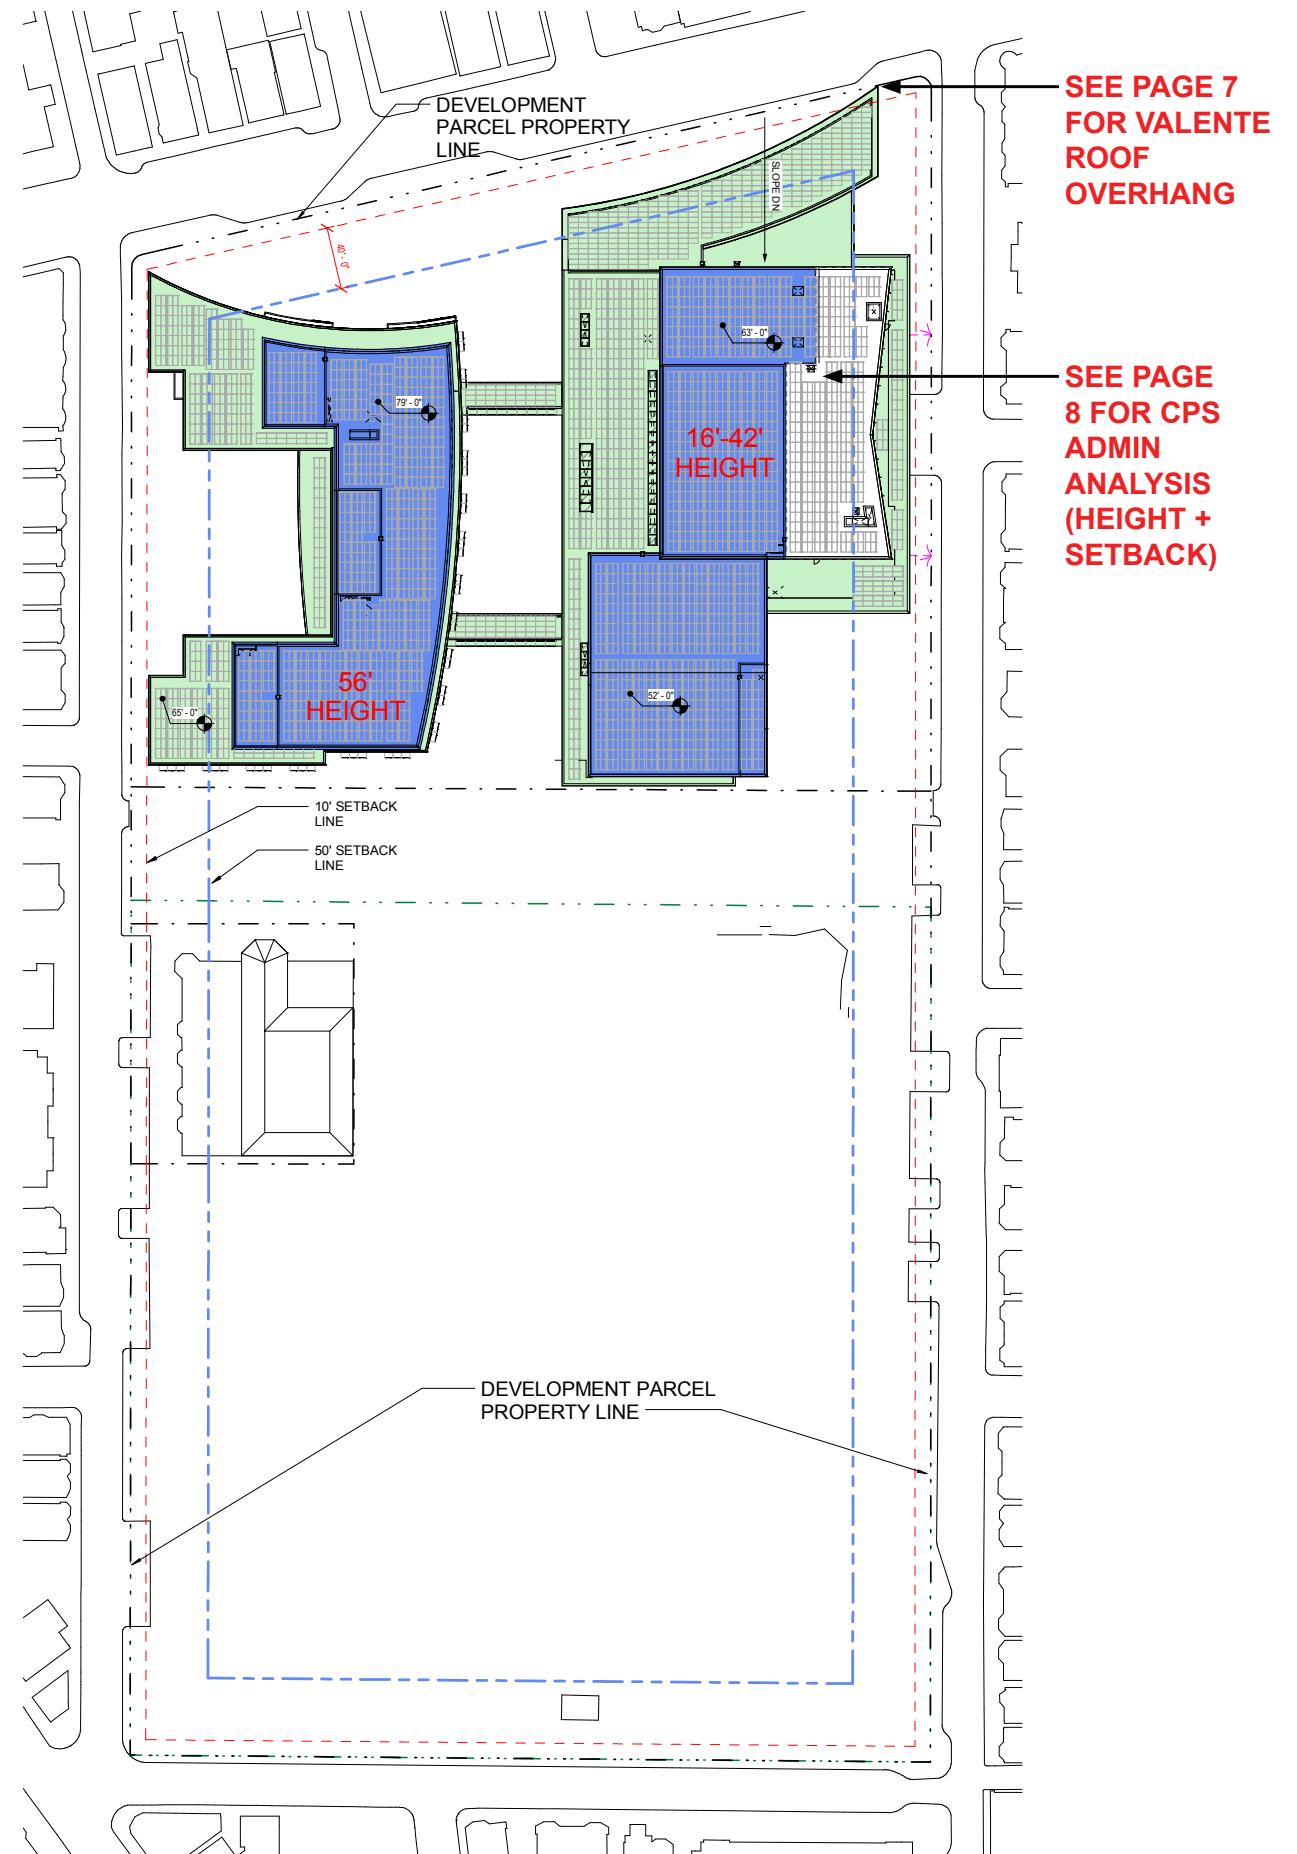 SEE PAGE 7
FOR VALENTE
ROOF
OVERHANG
DEVELOPMENT
PARCEL PROPERTY
LINE
SLOPE DN
40' - 0"
63' - 0"
SEE PAGE
8 FOR CPS
ADMIN
ANALYSIS
(HEIGHT +
SETBACK)
79' - 0"
16'-42'
HEIGHT
56'
HEIGHT
65' - 0"
52' - 0"
10' SETBACK
LINE
50' SETBACK
LINE
DEVELOPMENT PARCEL
PROPERTY LINE